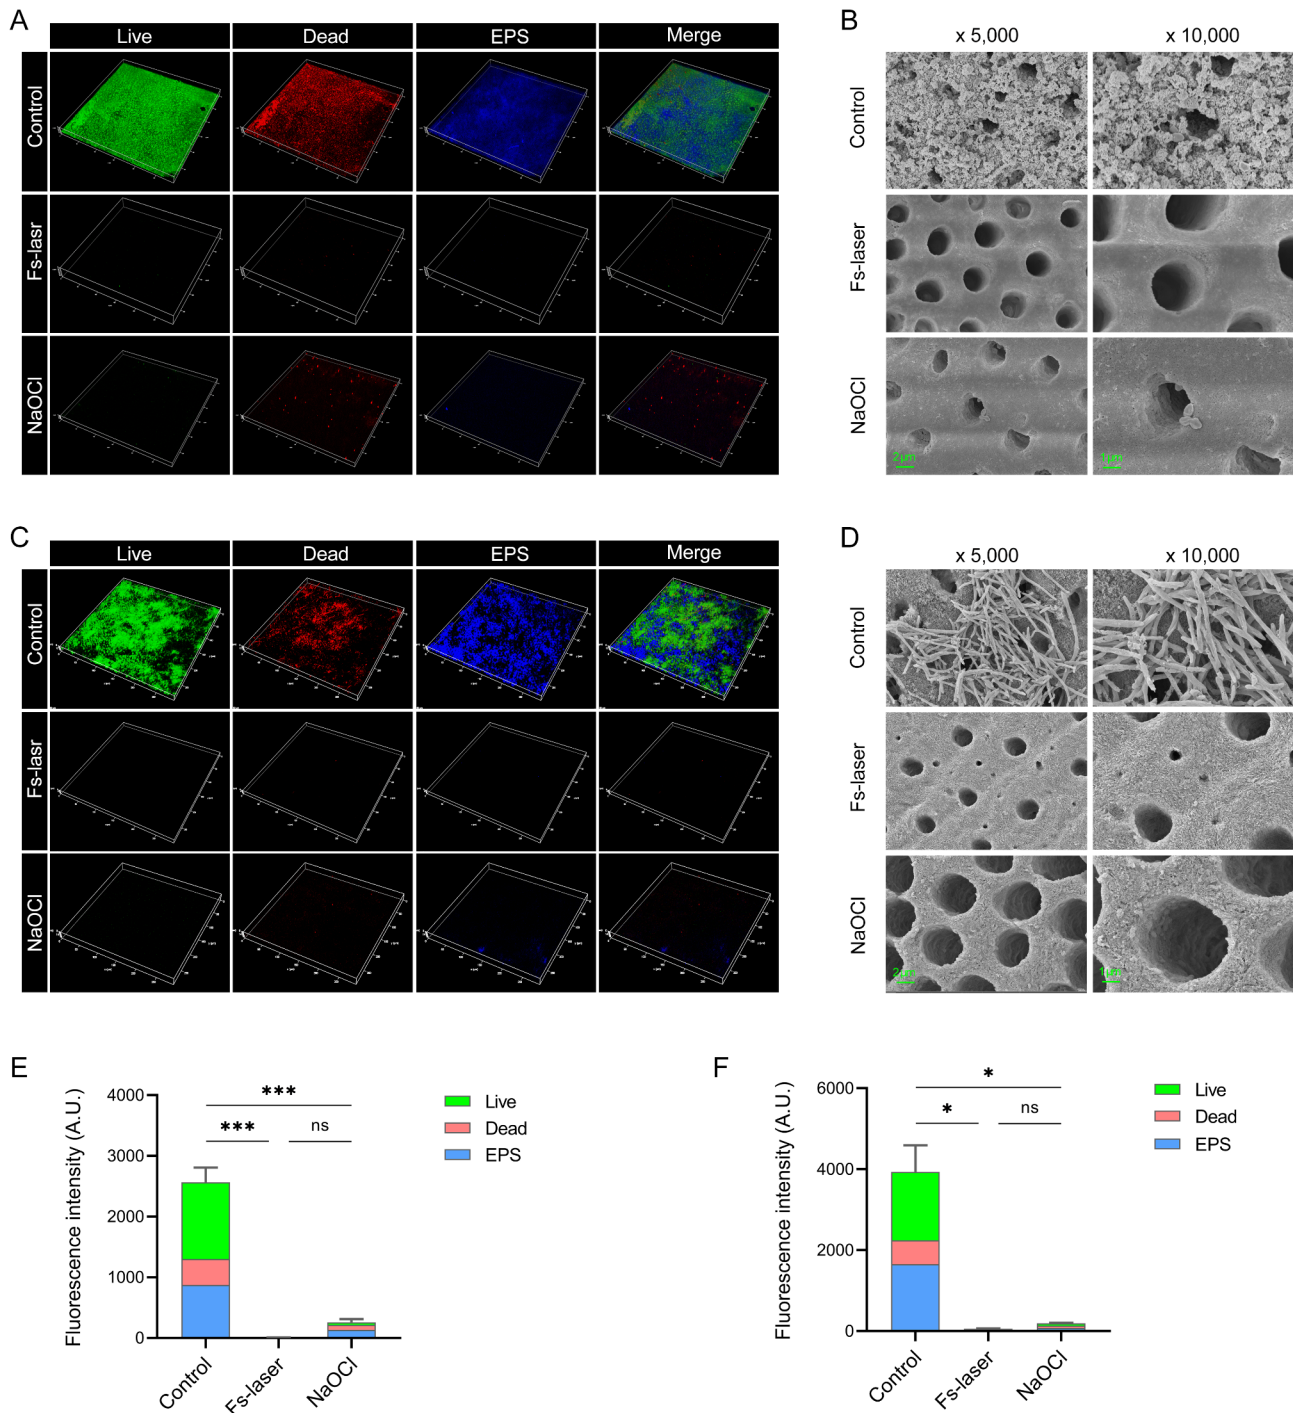 A
Live Dead EPS Merge
Control
Fs-lasr
NaOCl
B
x 5,000 x 10,000
Control
Fs-laser
NaOCl
2 µm 1 µm
C
Live Dead EPS Merge
Control
Fs-lasr
NaOCl
D
x 5,000 x 10,000
Control
Fs-laser
NaOCl
2 µm 1 µm
E
Fluorescence intensity (A.U.)
4000
3000
2000
1000
0
***
*** ns
Control Fs-laser NaOCl
Live
Dead
EPS
F
Fluorescence intensity (A.U.)
6000
4000
2000
0
*
* ns
Control Fs-laser NaOCl
Live
Dead
EPS